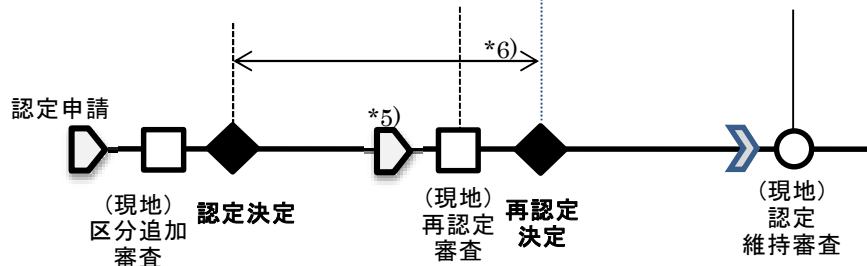 *6)
認定申請
*5)
（現地）
区分追加
審査
認定決定
（現地）
再認定
審査
再認定
決定
（現地）
認定
維持審査